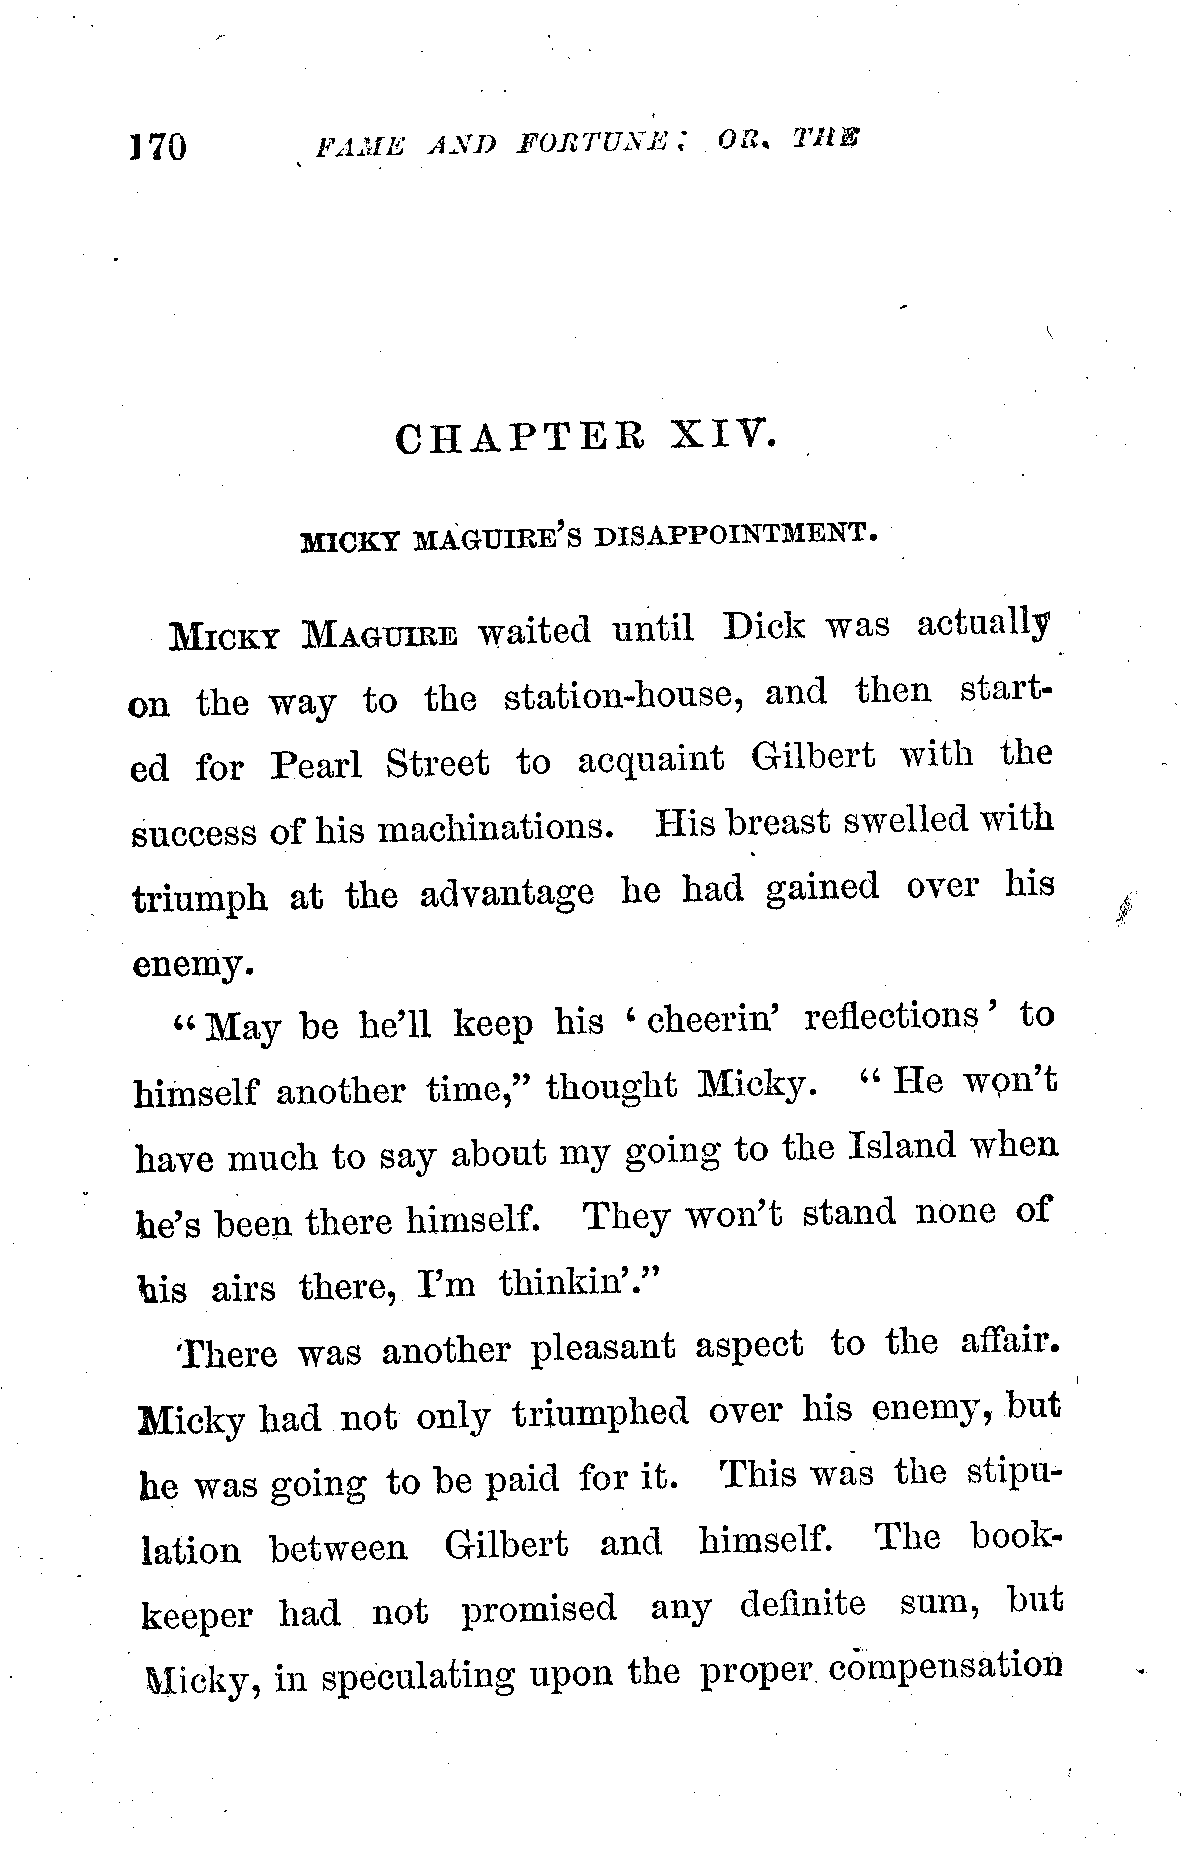 170 FAME AND FORTUNE; OR, THE
CHAPTER XIV.
MICKY MAGUIRE'S DISAPPOINTMENT.
MICKY MAGUIRE waited until Dick was actually
on the way to the station-house, and then start-
ed for Pearl Street to acquaint Gilbert with the
success of his machinations. His breast swelled with
triumph at the advantage he had gained over his
enemy.
“May be he’ll keep his ‘cheerin’ reflections’ to
himself another time,” thought Micky. “He won’t
have much to say about my going to the Island when
he’s been there himself. They won’t stand none of
his airs there, I’m thinkin’.”
There was another pleasant aspect to the affair.
Micky had not only triumphed over his enemy, but
he was going to be paid for it. This was the stipu-
lation between Gilbert and himself. The book-
keeper had not promised any definite sum, but
Micky, in speculating upon the proper compensation